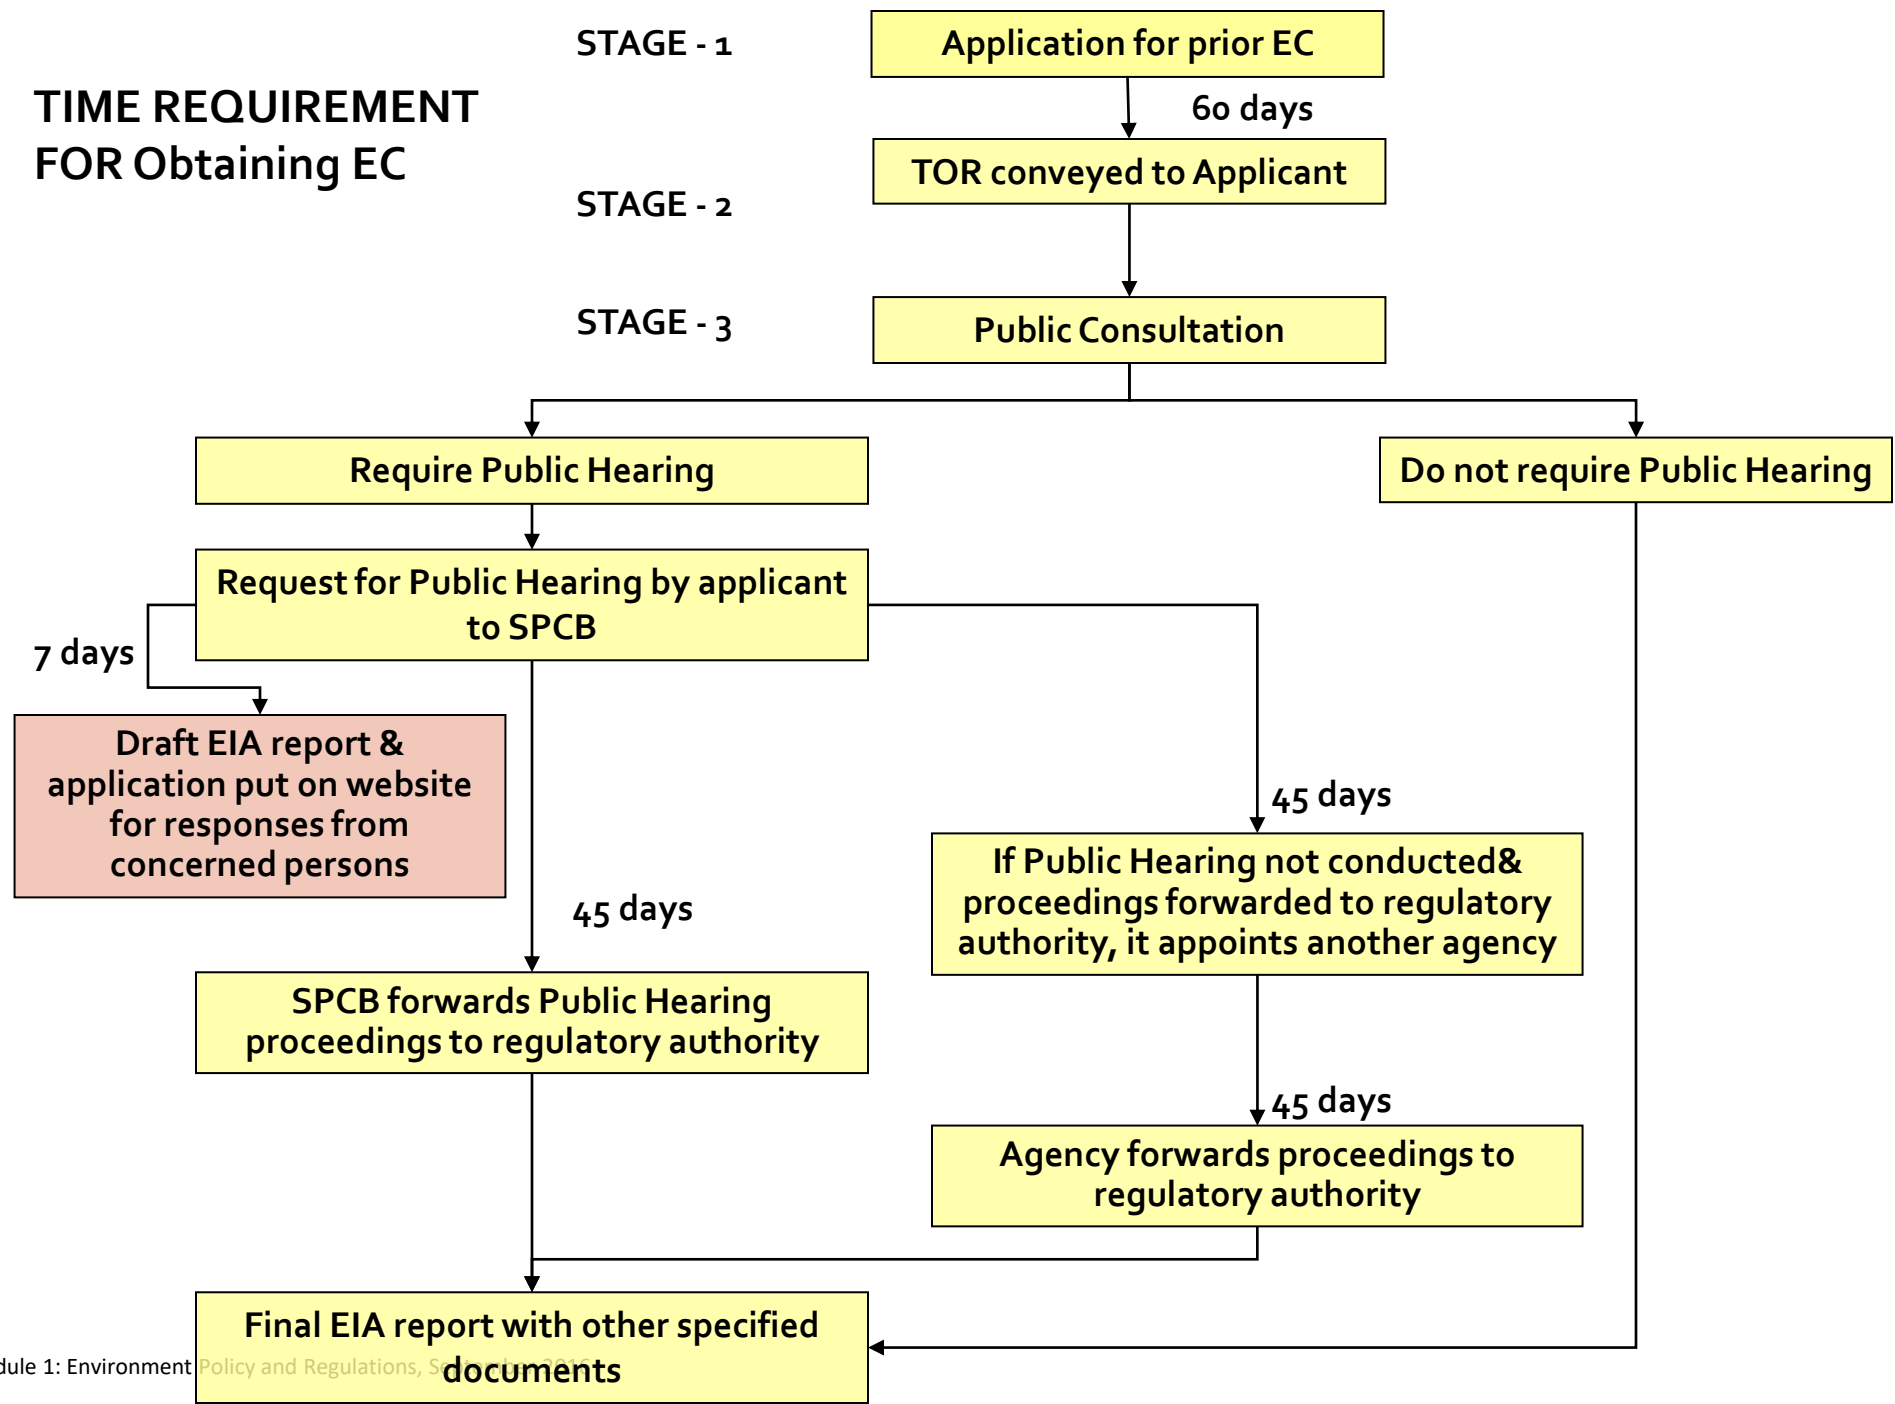 STAGE - 1
Application for prior EC
TIME REQUIREMENT
FOR Obtaining EC
60 days
TOR conveyed to Applicant
STAGE - 2
STAGE - 3
Public Consultation
Require Public Hearing
Do not require Public Hearing
Request for Public Hearing by applicant
to SPCB
7 days
Draft EIA report &
application put on website
for responses from
concerned persons
45 days
If Public Hearing not conducted&
proceedings forwarded to regulatory
authority, it appoints another agency
45 days
SPCB forwards Public Hearing
proceedings to regulatory authority
45 days
Agency forwards proceedings to
regulatory authority
Final EIA report with other specified
documents
dule 1: Environment Policy and Regulations, September 2016